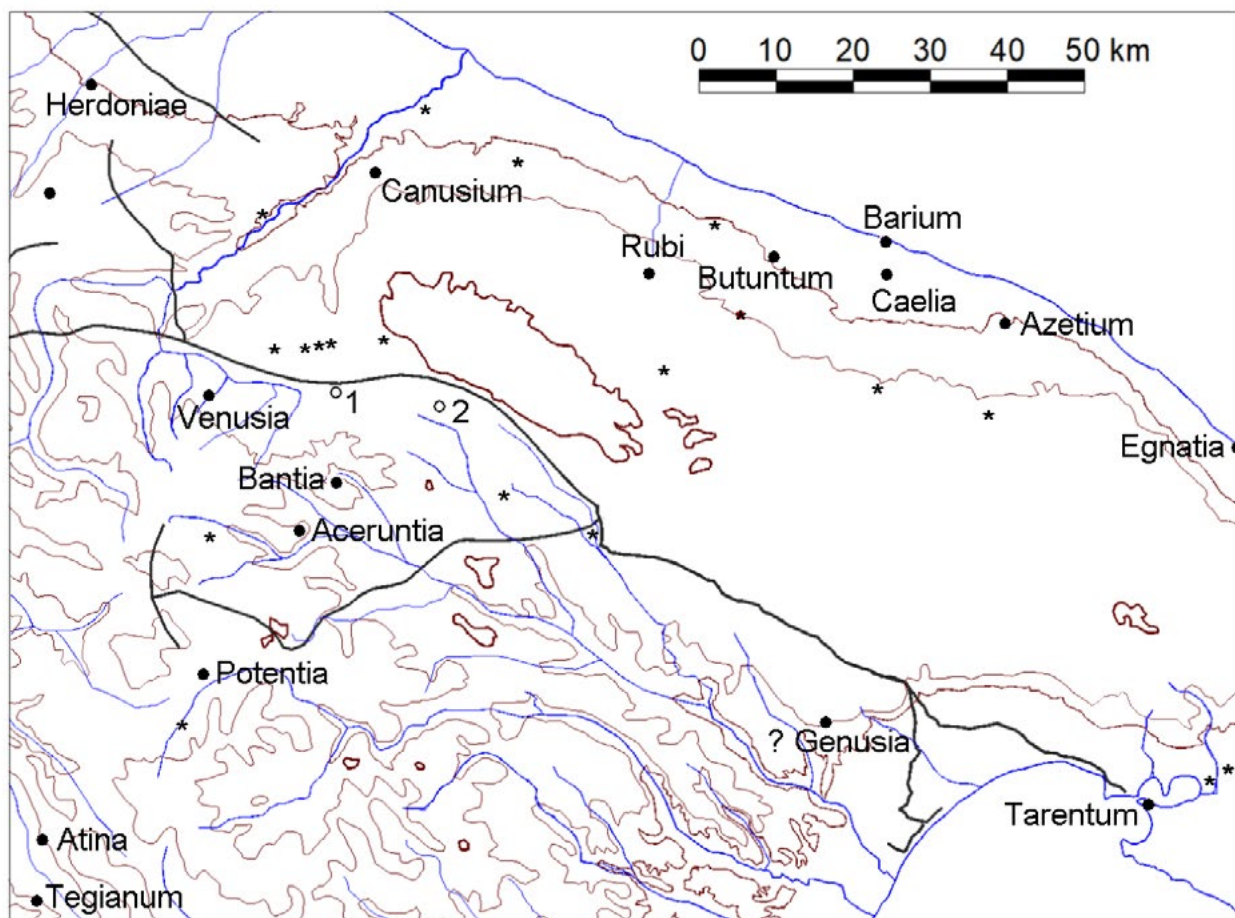 0 10 20 30 40 50 km
Herdoniae
Canusium
Barium
Rubi
Butuntum
Caelia
Azetium
Venusia
1
2
Egnatia
Bantia
Aceruntia
Potentia
? Genusia
Tarentum
Atina
Tegianum